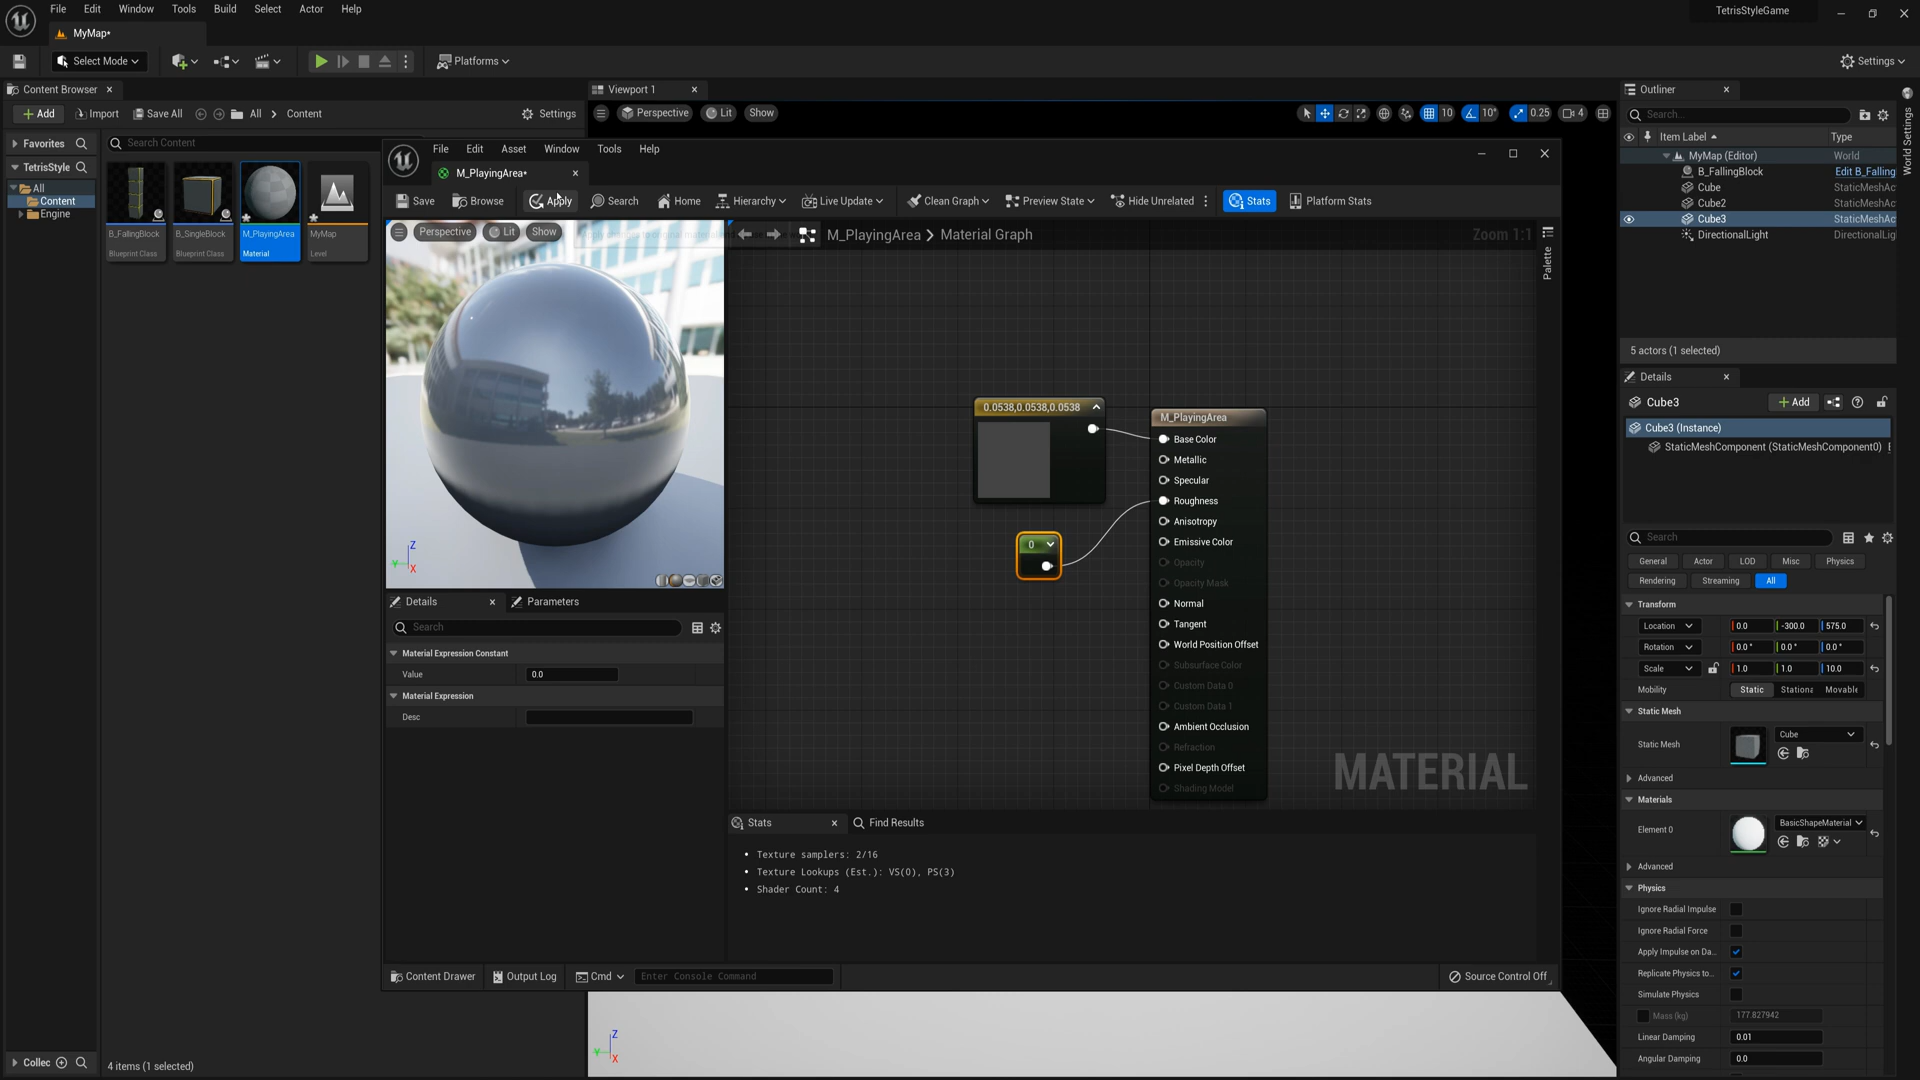 File Edit Window Tools Build Select Actor Help
TetrisStyleGame
MyMap*
Select Mode
Platforms
Settings
Content Browser
Add
Import
Save All
All
Content
Settings
Favorites
Search Content
TetrisStyle
All
Content
Engine
B_FallingBlock
Blueprint Class
B_SingleBlock
Blueprint Class
M_PlayingArea
Material
MyMap
Level
Collec
4 items (1 selected)
Viewport 1
Perspective
Lit
Show
10
10°
0.25
4
File Edit Asset Window Tools Help
M_PlayingArea*
Save
Browse
Apply
Search
Home
Hierarchy
Live Update
Clean Graph
Preview State
Hide Unrelated
Stats
Platform Stats
Perspective
Lit
Show
Z
Y
X
M_PlayingArea
Material Graph
Zoom 1:1
Palette
0.0538,0.0538,0.0538
0
M_PlayingArea
Base Color
Metallic
Specular
Roughness
Anisotropy
Emissive Color
Opacity
Opacity Mask
Normal
Tangent
World Position Offset
Subsurface Color
Custom Data 0
Custom Data 1
Ambient Occlusion
Refraction
Pixel Depth Offset
Shading Model
MATERIAL
Details
Parameters
Search
Material Expression Constant
Value 0.0
Material Expression
Desc
Stats
Find Results
Texture samplers: 2/16
Texture Lookups (Est.): VS(0), PS(3)
Shader Count: 4
Content Drawer
Output Log
Cmd
Enter Console Command
Source Control Off
Z
Y
X
Outliner
Search...
Item Label
Type
MyMap (Editor) World
B_FallingBlock Edit B_Falling
Cube StaticMeshAc
Cube2 StaticMeshAc
Cube3 StaticMeshAc
DirectionalLight DirectionalLig
5 actors (1 selected)
World Settings
Details
Cube3
Add
Cube3 (Instance)
StaticMeshComponent (StaticMeshComponent0)
Search
General Actor LOD Misc Physics
Rendering Streaming All
Transform
Location 0.0 -300.0 575.0
Rotation 0.0° 0.0° 0.0°
Scale 1.0 1.0 10.0
Mobility Static Stationa Movable
Static Mesh
Static Mesh
Cube
Advanced
Materials
Element 0
BasicShapeMaterial
Advanced
Physics
Ignore Radial Impulse
Ignore Radial Force
Apply Impulse on Da...
Replicate Physics to...
Simulate Physics
Mass (kg) 177.827942
Linear Damping 0.01
Angular Damping 0.0